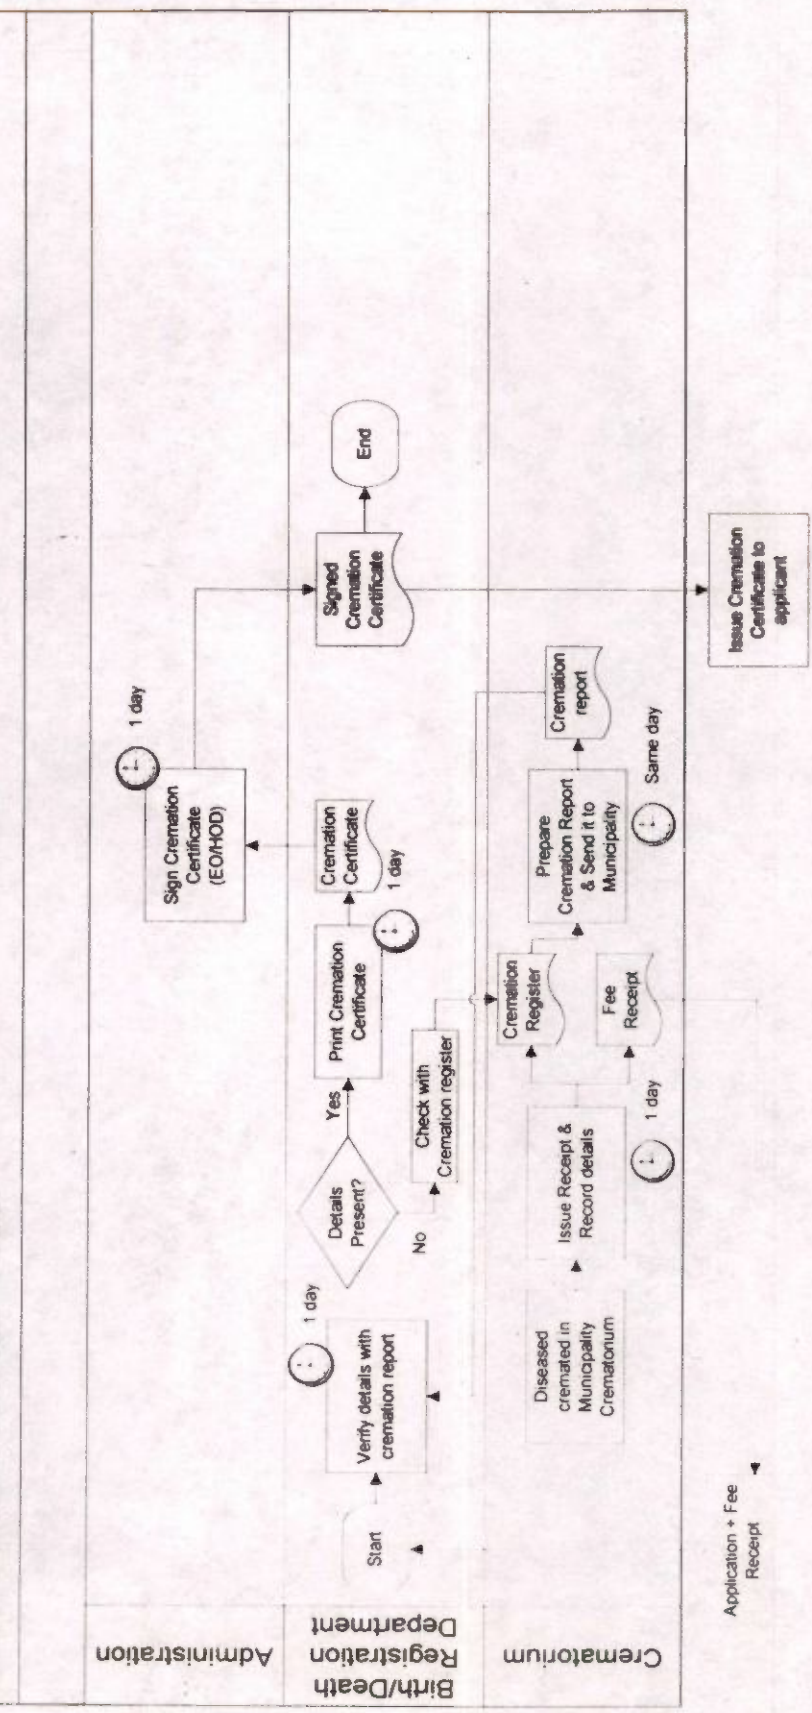 Administration
Sign Cremation
Certificate
(EO/HOD)
1 day
Birth/Death
Registration
Department
Start
Verify details with
cremation report
1 day
Details
Present?
Yes
No
Print Cremation
Certificate
1 day
Cremation
Certificate
Check with
Cremation register
Signed
Cremation
Certificate
End
Crematorium
Diseased
cremated in
Municipality
Crematorium
Issue Receipt &
Record details
1 day
Cremation
Register
Fee
Receipt
Prepare
Cremation Report
& Send it to
Municipality
Same day
Cremation
report
Application + Fee
Receipt
Issue Cremation
Certificate to
applicant